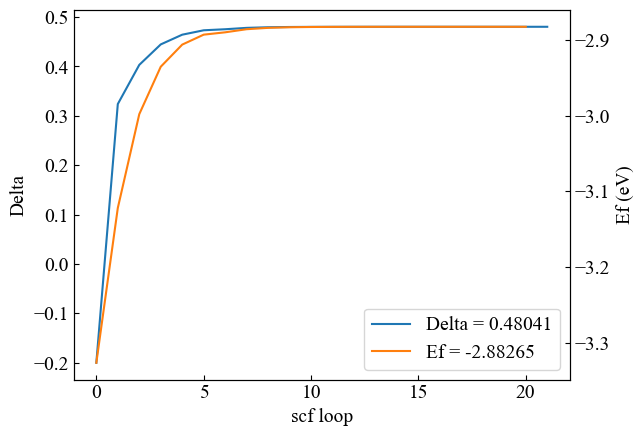 0.5
0.4
0.3
0.2
0.1
0.0
−0.1
−0.2
Delta
−2.9
−3.0
−3.1
−3.2
−3.3
Ef (eV)
Delta = 0.48041
Ef = -2.88265
0 5 10 15 20
scf loop